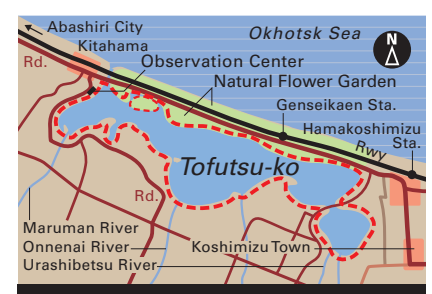 Abashiri City
Okhotsk Sea
N
Kitahama
Rd.
Observation Center
Natural Flower Garden
Genseikaen Sta.
Hamakoshimizu
Sta.
Rwy
Tofutsu-ko
Rd.
Maruman River
Onnenai River
Koshimizu Town
Urashibetsu River